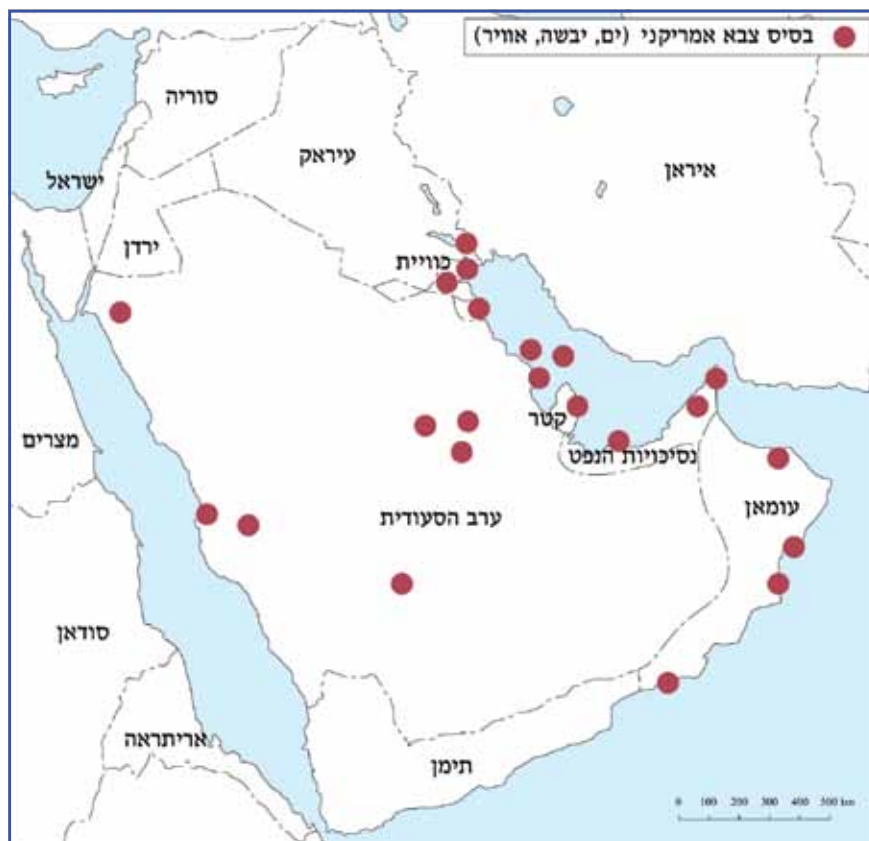 בסיס צבא אמריקני (ים, יבשה, אוויר)
סוריה
עיראק
איראן
ישראל
ירדן
כוויית
מצרים
קטר
נסיכויות הנפט
ערב הסעודית
עומאן
סודאן
אריתראה
תימן
0 100 200 300 400 500 km